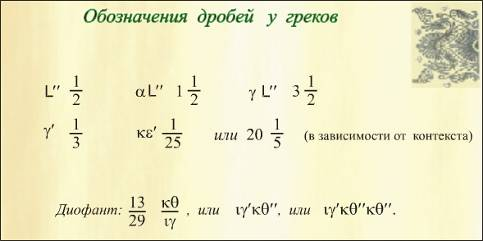 Обозначения дробей у греков
L′′ 1/2 αL′′ 1 1/2 γ L′′ 3 1/2
γ′ 1/3 κε′ 1/25 или 20 1/5 (в зависимости от контекста)
Диофант: 13/29 κθ/ιγ , или ιγ′κθ′′, или ιγ′κθ′′κθ′′.